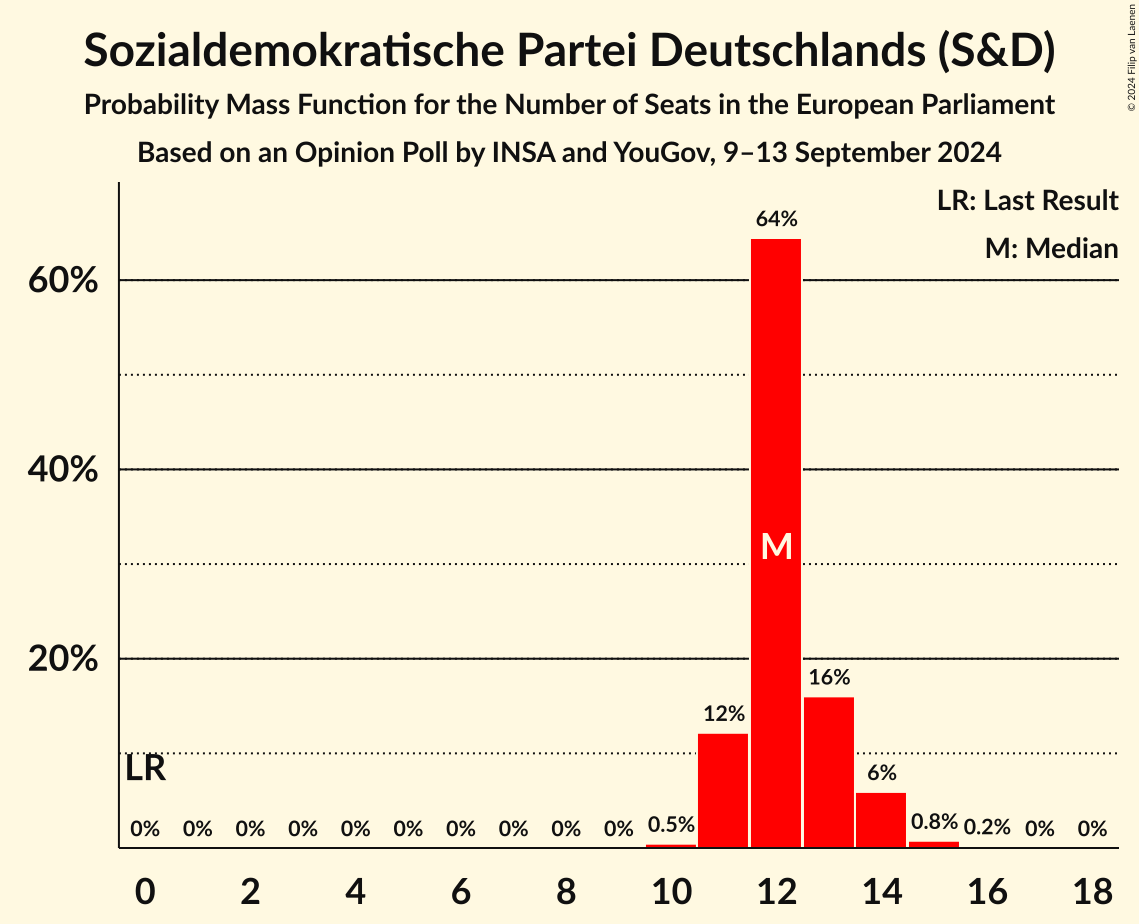 Sozialdemokratische Partei Deutschlands (S&D)
Probability Mass Function for the Number of Seats in the European Parliament
Based on an Opinion Poll by INSA and YouGov, 9–13 September 2024
© 2024 Filip van Laenen
LR: Last Result
M: Median
60%
40%
20%
64%
M
16%
12%
6%
LR
0% 0% 0% 0% 0% 0% 0% 0% 0% 0% 0.5% 0.8% 0.2% 0% 0%
0 2 4 6 8 10 12 14 16 18